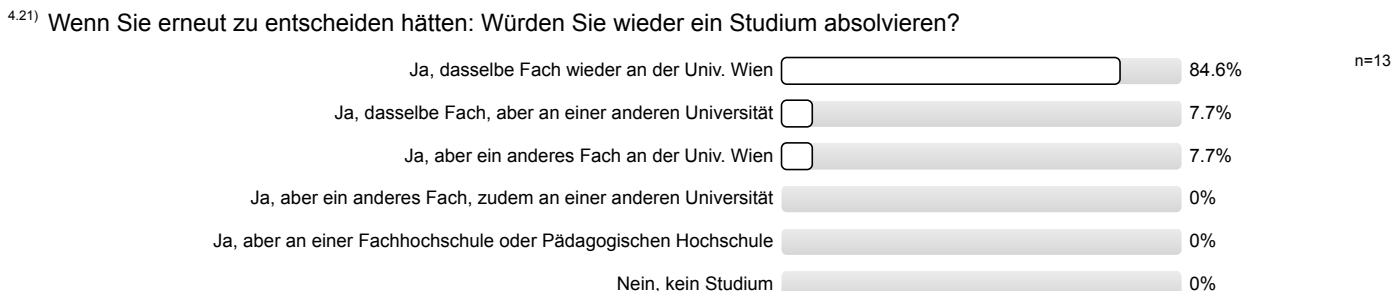 4.21) Wenn Sie erneut zu entscheiden hätten: Würden Sie wieder ein Studium absolvieren?
Ja, dasselbe Fach wieder an der Univ. Wien 84.6% n=13
Ja, dasselbe Fach, aber an einer anderen Universität 7.7%
Ja, aber ein anderes Fach an der Univ. Wien 7.7%
Ja, aber ein anderes Fach, zudem an einer anderen Universität 0%
Ja, aber an einer Fachhochschule oder Pädagogischen Hochschule 0%
Nein, kein Studium 0%